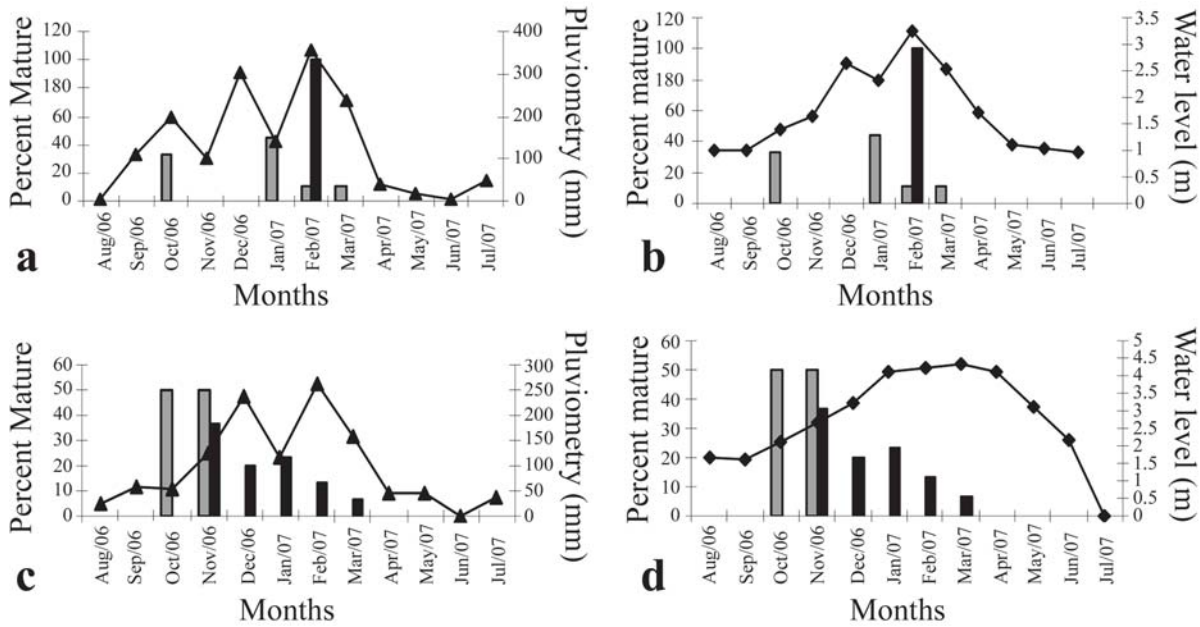 Percent Mature
120
100
180
60
40
20
0
400
300
200
100
0
Pluviometry (mm)
Aug/06
Sep/06
Oct/06
Nov/06
Dec/06
Jan/07
Feb/07
Mar/07
Apr/07
May/07
Jun/07
Jul/07
a
Months
Percent mature
120
100
180
60
40
20
0
3.5
3
2.5
2
1.5
1
0.5
0
Water level (m)
Aug/06
Sep/06
Oct/06
Nov/06
Dec/06
Jan/07
Feb/07
Mar/07
Apr/07
May/07
Jun/07
Jul/07
b
Months
Percent Mature
60
50
40
30
20
10
0
300
250
200
150
100
50
0
Pluviometry (mm)
Aug/06
Sep/06
Oct/06
Nov/06
Dec/06
Jan/07
Feb/07
Mar/07
Apr/07
May/07
Jun/07
Jul/07
c
Months
Percent mature
60
50
40
30
20
10
0
5
4.5
4
3.5
3
2.5
2
1.5
1
0.5
0
Water level (m)
Aug/06
Sep/06
Oct/06
Nov/06
Dec/06
Jan/07
Feb/07
Mar/07
Apr/07
May/07
Jun/07
Jul/07
d
Months